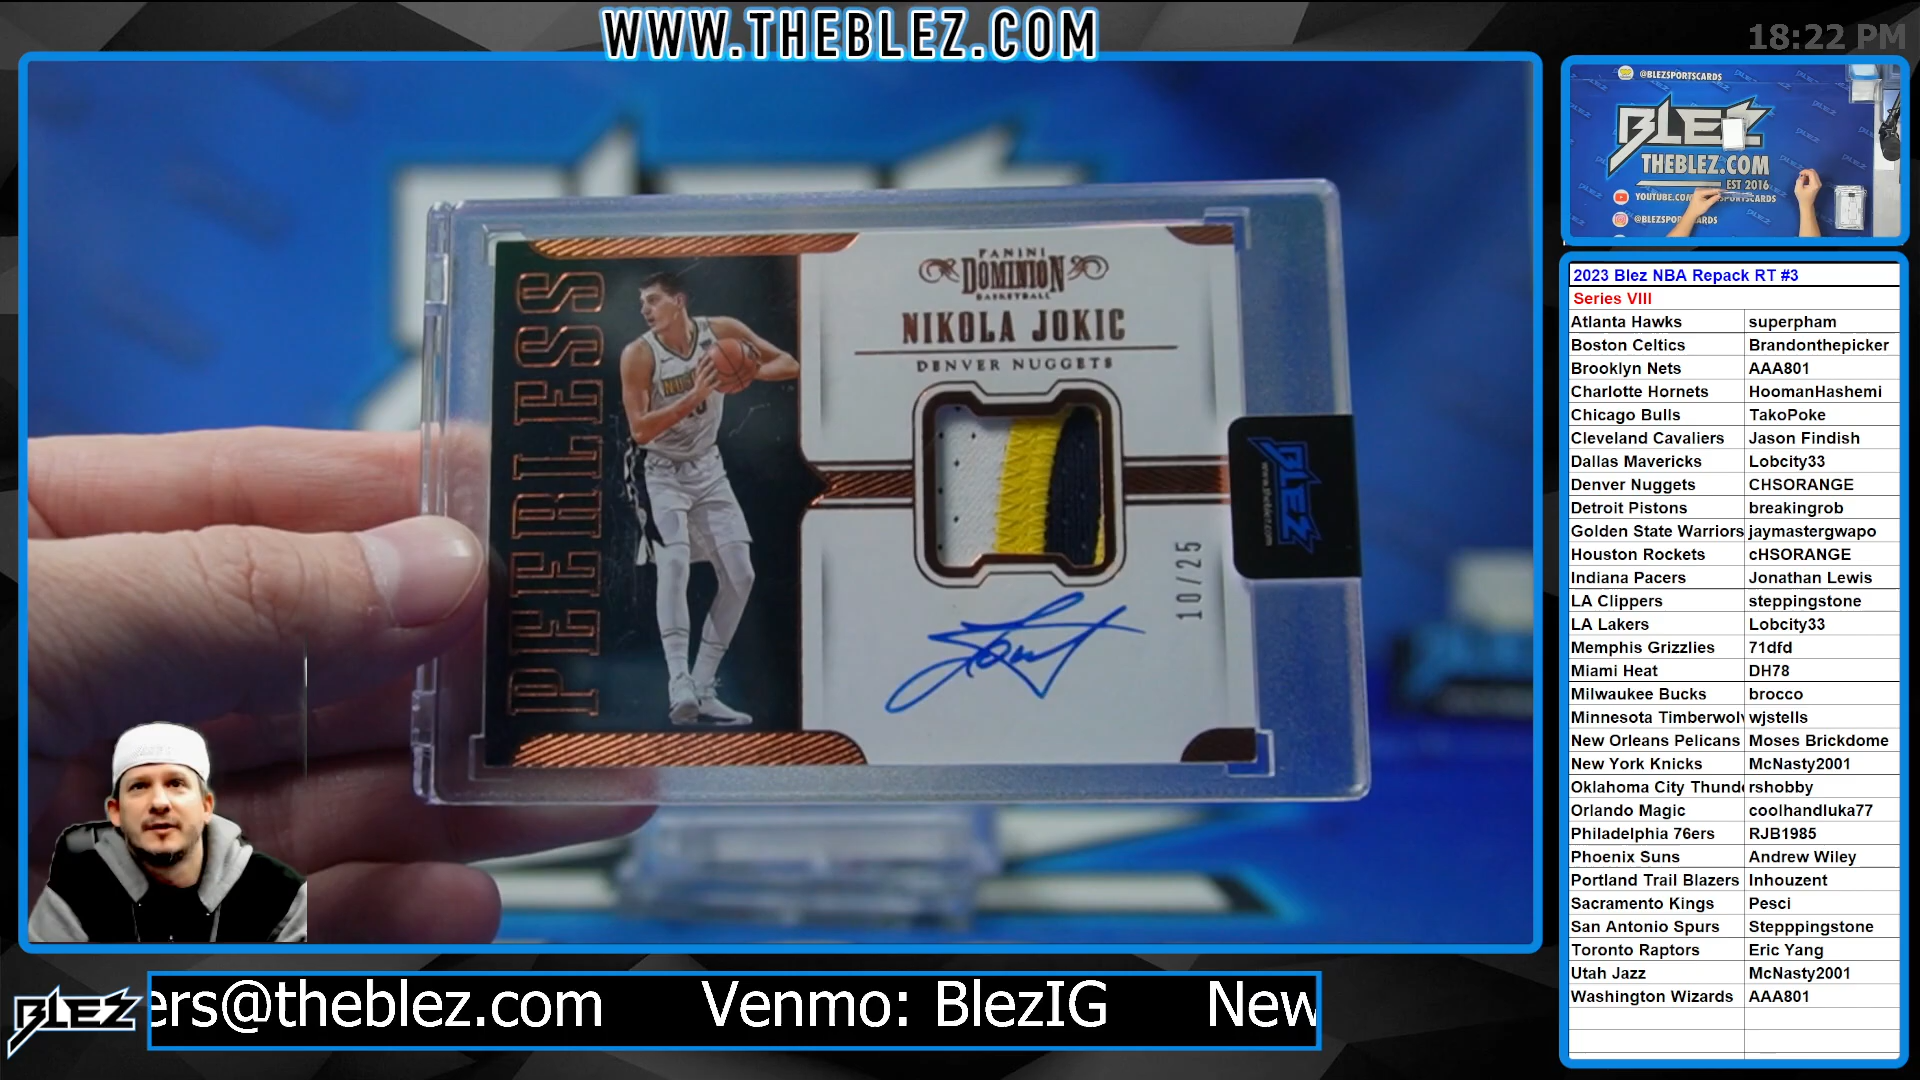 WWW.THEBLEZ.COM
18:22 PM
@BLEZSPORTSCARDS
BLEZ
THEBLEZ.COM
EST 2016
PEERLESS
PANINI
DOMINION
BASKETBALL
NIKOLA JOKIC
DENVER NUGGETS
10/25
BLEZ
www.theblez.com
2023 Blez NBA Repack RT #3
Series VIII
Atlanta Hawks superpham
Boston Celtics Brandonthepicker
Brooklyn Nets AAA801
Charlotte Hornets HoomanHashemi
Chicago Bulls TakoPoke
Cleveland Cavaliers Jason Findish
Dallas Mavericks Lobcity33
Denver Nuggets CHSORANGE
Detroit Pistons breakingrob
Golden State Warriors jaymastergwapo
Houston Rockets cHSORANGE
Indiana Pacers Jonathan Lewis
LA Clippers steppingstone
LA Lakers Lobcity33
Memphis Grizzlies 71dfd
Miami Heat DH78
Milwaukee Bucks brocco
Minnesota Timberwolv wjstells
New Orleans Pelicans Moses Brickdome
New York Knicks McNasty2001
Oklahoma City Thunde rshobby
Orlando Magic coolhandluka77
Philadelphia 76ers RJB1985
Phoenix Suns Andrew Wiley
Portland Trail Blazers Inhouzent
Sacramento Kings Pesci
San Antonio Spurs Stepppingstone
Toronto Raptors Eric Yang
Utah Jazz McNasty2001
Washington Wizards AAA801
BLEZ
ers@theblez.com Venmo: BlezIG New